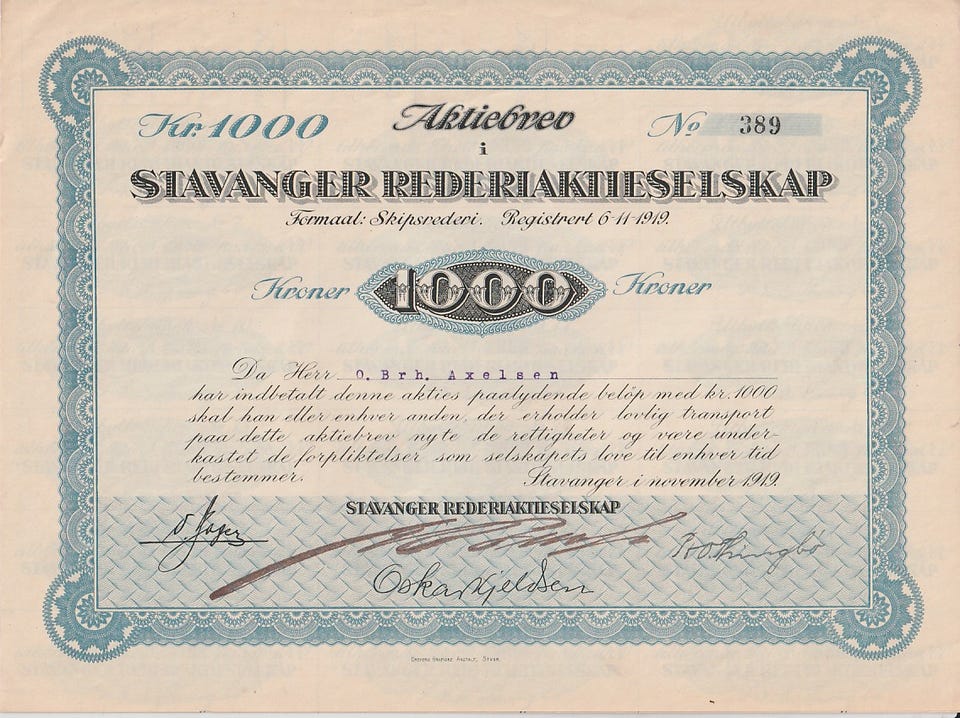 Kr. 1000 Aktiebrev No 389
i
STAVANGER REDERIAKTIESELSKAP
Formaal: Skipsrederi. Registrert 6-11-1919.
Kroner 1000 Kroner
Da Herr O. Brh. Axelsen
har indbetalt denne akties paalydende beløp med kr. 1000
skal han eller enhver anden, der erholder lovlig transport
paa dette aktiebrev nyte de rettigheter og være under-
kastet de forpliktelser som selskapets love til enhver tid
bestemmer. Stavanger i november 1919.
STAVANGER REDERIAKTIESELSKAP
Oskar Kjeldsen